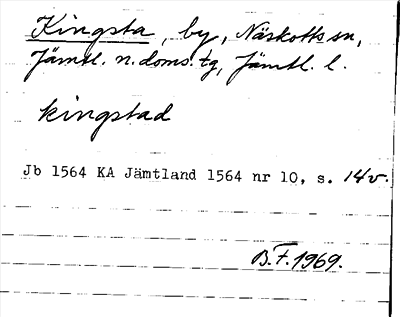 Kingsta, by, Näskotts sn,
Jämtl. n. doms. tg, Jämtl. l.
kingstad
Jb 1564 KA Jämtland 1564 nr 10, s. 14v.
B.F. 1969.